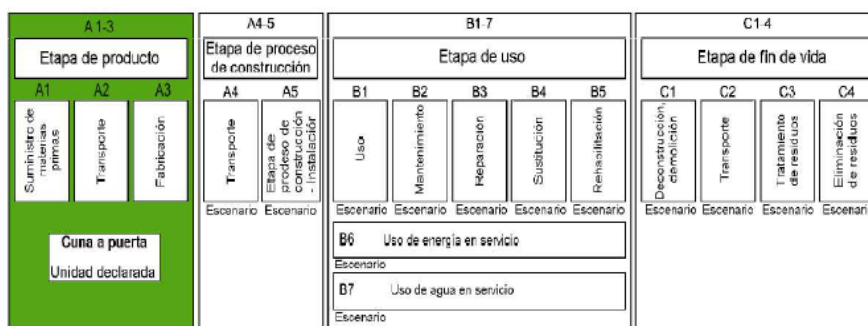 A 1-3
Etapa de producto
A1
A2
A3
Suministro de
materias
primas
Transporte
Fabricación
Cuna a puerta
Unidad declarada
A4-5
Etapa de proceso
de construcción
A4
A5
Transporte
Etapa de
prodeso de
construcción
- Instalación
Escenario
Escenario
B1-7
Etapa de uso
B1
B2
B3
B4
B5
Uso
Mantenimiento
Reparación
Sustitución
Rehabilitación
Escenario
Escenario
Escenario
Escenario
Escenario
B6 Uso de energía en servicio
Escenario
B7 Uso de agua en servicio
Escenario
C1-4
Etapa de fin de vida
C1
C2
C3
C4
Deconstrucción,
demolición
Transporte
Tratamiento
de residuos
Eliminación
de residuos
Escenario
Escenario
Escenario
Escenario